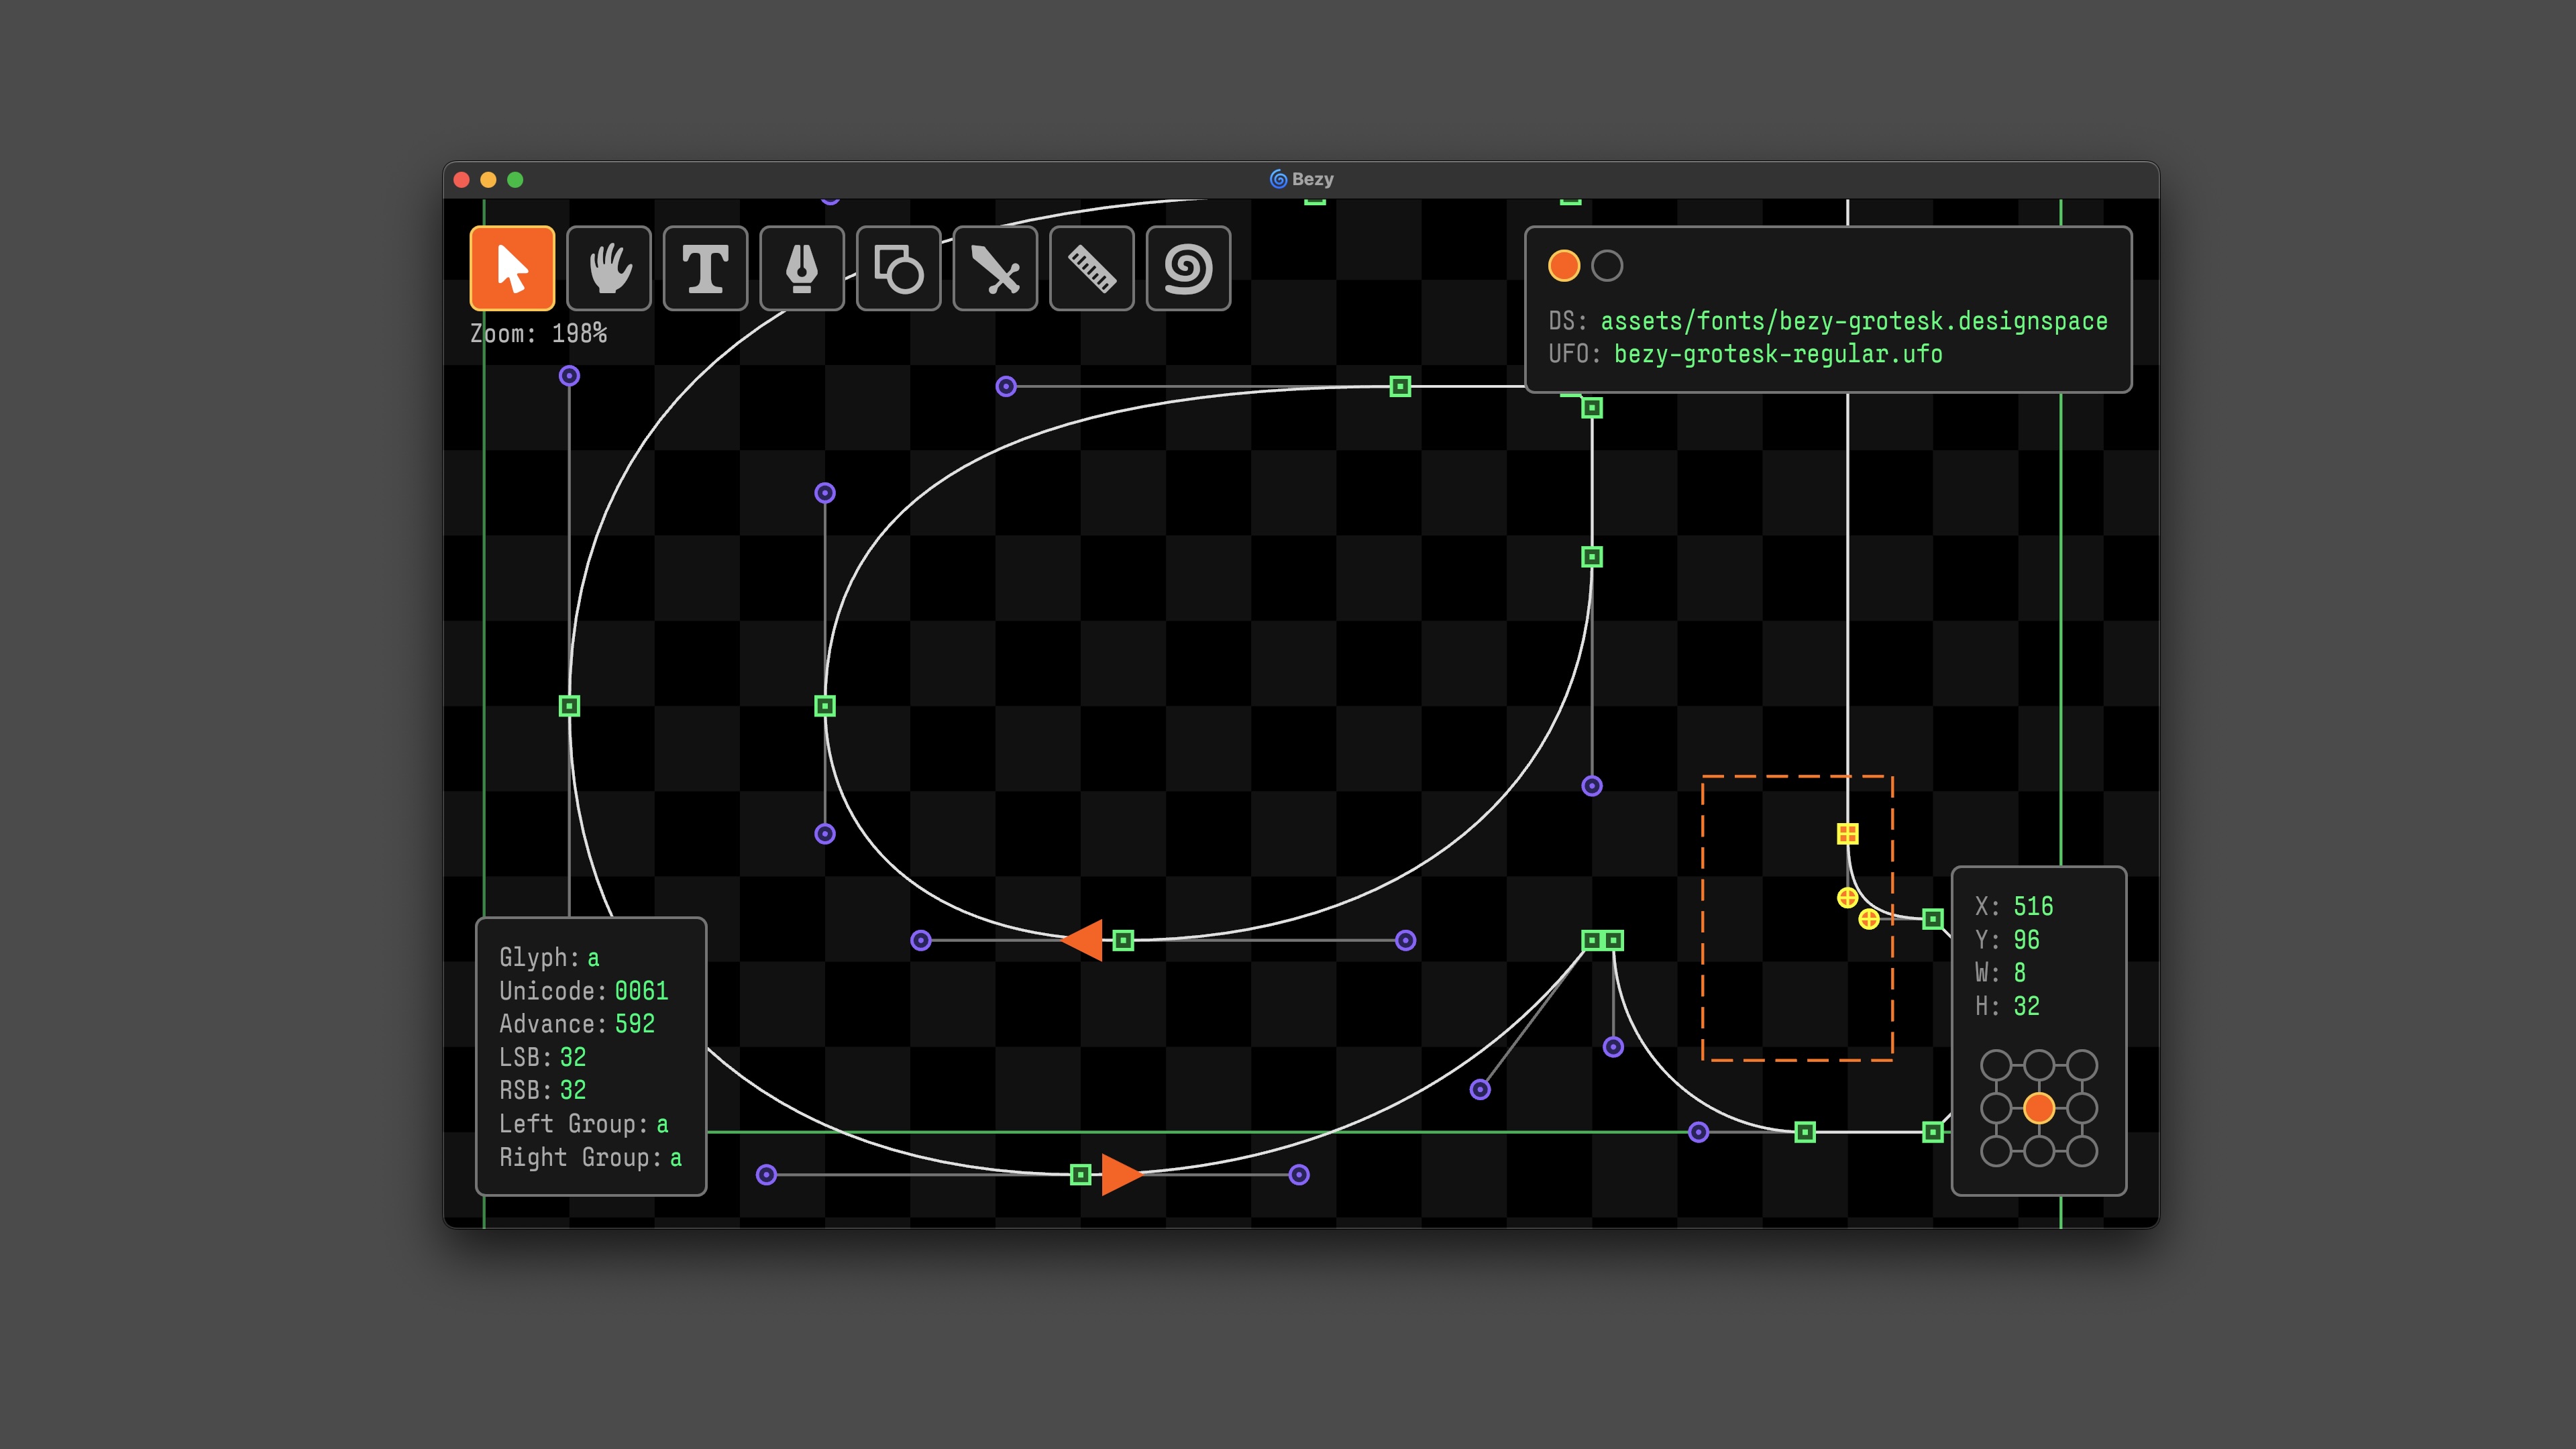 Bezy
T
Zoom: 198%
DS: assets/fonts/bezy-grotesk.designspace
UFO: bezy-grotesk-regular.ufo
Glyph: a
Unicode: 0061
Advance: 592
LSB: 32
RSB: 32
Left Group: a
Right Group: a
X: 516
Y: 96
W: 8
H: 32